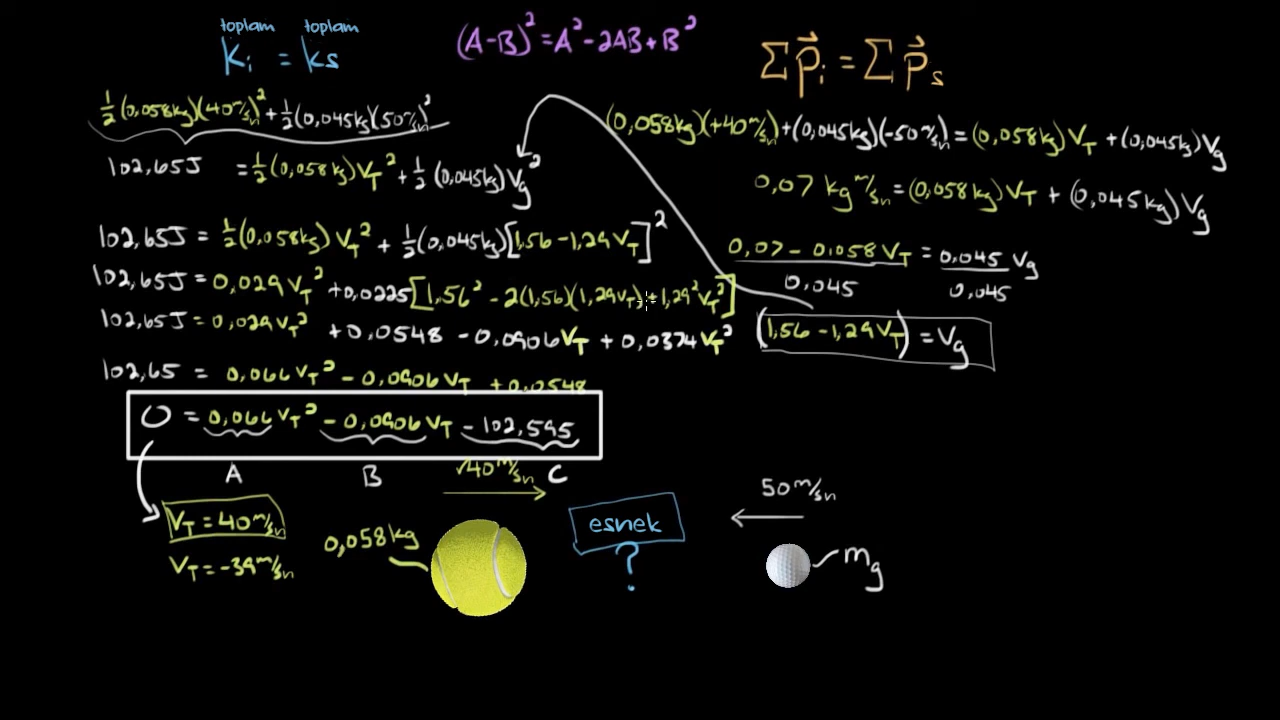 toplam toplam
Ki = ks
(A-B)² = A² - 2AB + B²
Σp⃗i = Σp⃗s
½(0,058kg)(40m/sn)² + ½(0,045kg)(50m/sn)²
(0,058kg)(+40m/sn) + (0,045kg)(-50m/sn) = (0,058kg)VT + (0,045kg)Vg
102,65J = ½(0,058kg)VT² + ½(0,045kg)Vg²
0,07 kg m/sn = (0,058kg)VT + (0,045kg)Vg
102,65J = ½(0,058kg)VT² + ½(0,045kg)[1,56 - 1,29VT]²
0,07 - 0,058VT = 0,045 Vg
0,045 0,045
102,65J = 0,029VT² + 0,0225[1,56² - 2(1,56)(1,29VT) + 1,29²VT²]
102,65J = 0,029VT² + 0,0548 - 0,0906VT + 0,0374VT²
(1,56 - 1,29VT) = Vg
102,65 = 0,066VT² - 0,0906VT + 0,0548
0 = 0,066VT² - 0,0906VT - 102,595
A B C
40m/sn
VT = 40m/sn
VT = -39m/sn
0,058kg
esnek
?
50m/sn
mg